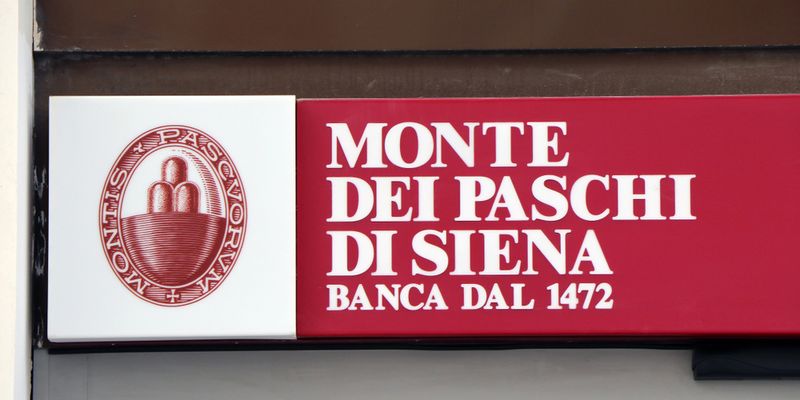 MONTIS PASCVORVM
MONTE
DEI PASCHI
DI SIENA
BANCA DAL 1472